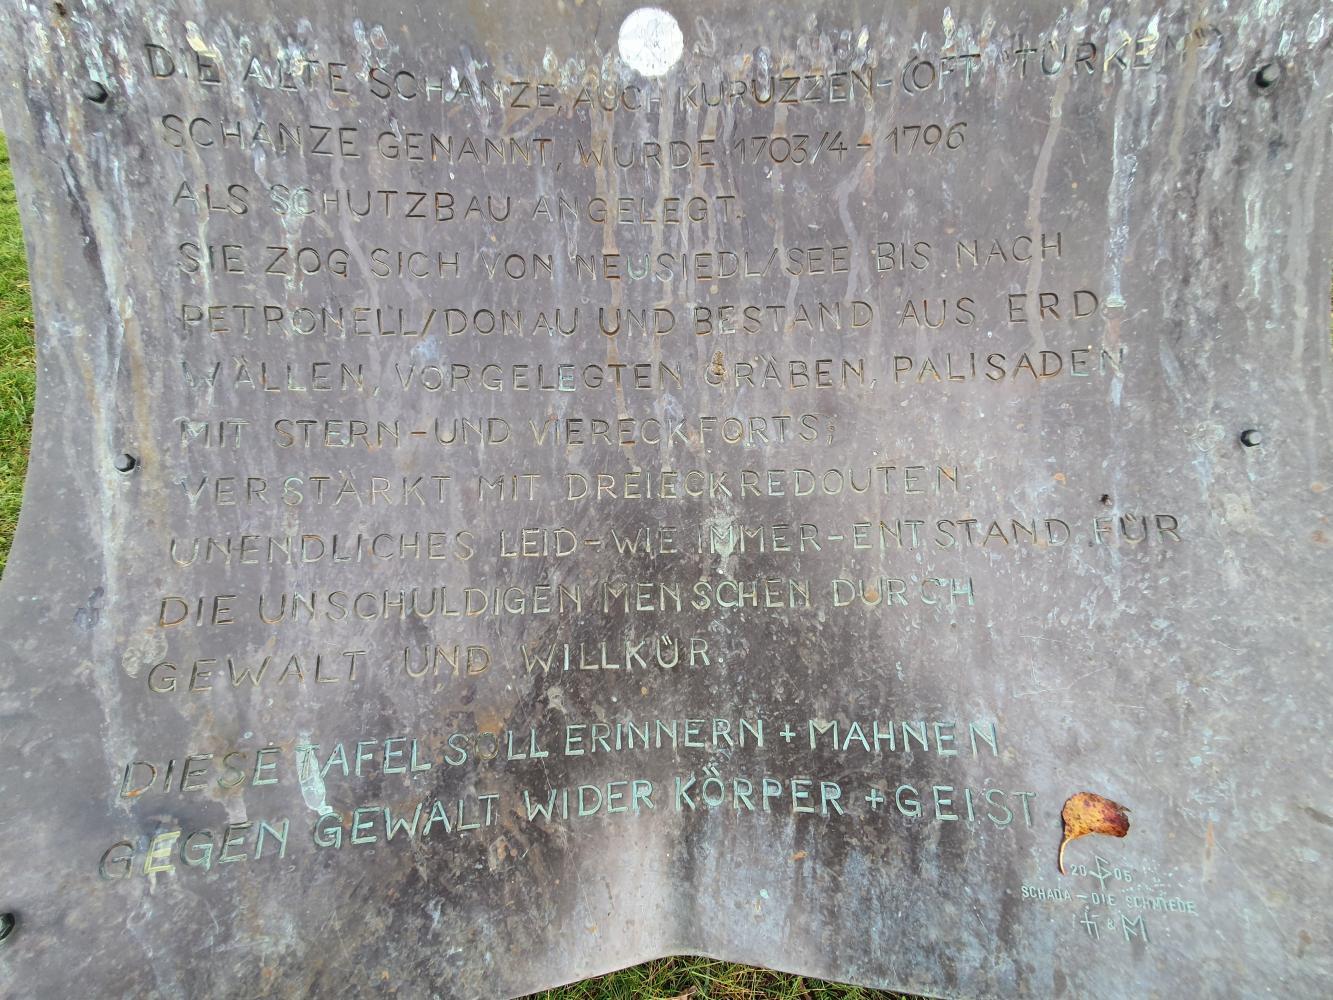 DIE ALTE SCHANZE, AUCH KURUZZEN-(OFT "TÜRKEN")
SCHANZE GENANNT, WURDE 1703/4 - 1796
ALS SCHUTZBAU ANGELEGT.
SIE ZOG SICH VON NEUSIEDL/SEE BIS NACH
PETRONELL/DONAU UND BESTAND AUS ERD-
WÄLLEN, VORGELEGTEN GRÄBEN, PALISADEN
MIT STERN-UND VIERECKFORTS;
VERSTÄRKT MIT DREIECKREDOUTEN.
UNENDLICHES LEID-WIE IMMER-ENTSTAND FÜR
DIE UNSCHULDIGEN MENSCHEN DURCH
GEWALT UND WILLKÜR.
DIESE TAFEL SOLL ERINNERN + MAHNEN
GEGEN GEWALT WIDER KÖRPER + GEIST
2005
SCHADA - DIE SCHMIEDE
H & M